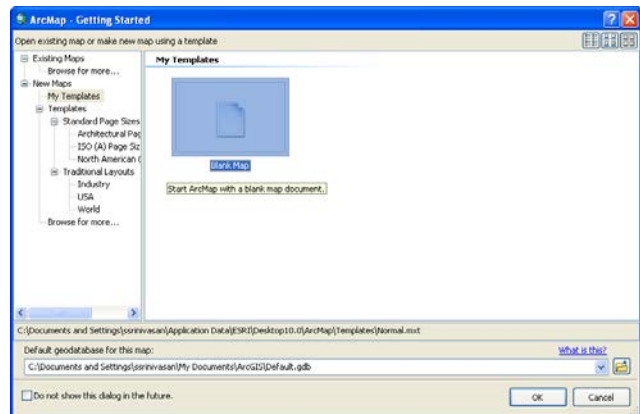 ArcMap - Getting Started
Open existing map or make new map using a template
Existing Maps
Browse for more...
New Maps
My Templates
Templates
Standard Page Sizes
Architectural Pag
ISO (A) Page Siz
North American (
Traditional Layouts
Industry
USA
World
Browse for more...
My Templates
Blank Map
Start ArcMap with a blank map document.
C:\Documents and Settings\ssrinivasan\Application Data\ESRI\Desktop10.0\ArcMap\Templates\Normal.mxt
Default geodatabase for this map:
What is this?
C:\Documents and Settings\ssrinivasan\My Documents\ArcGIS\Default.gdb
Do not show this dialog in the future.
OK
Cancel